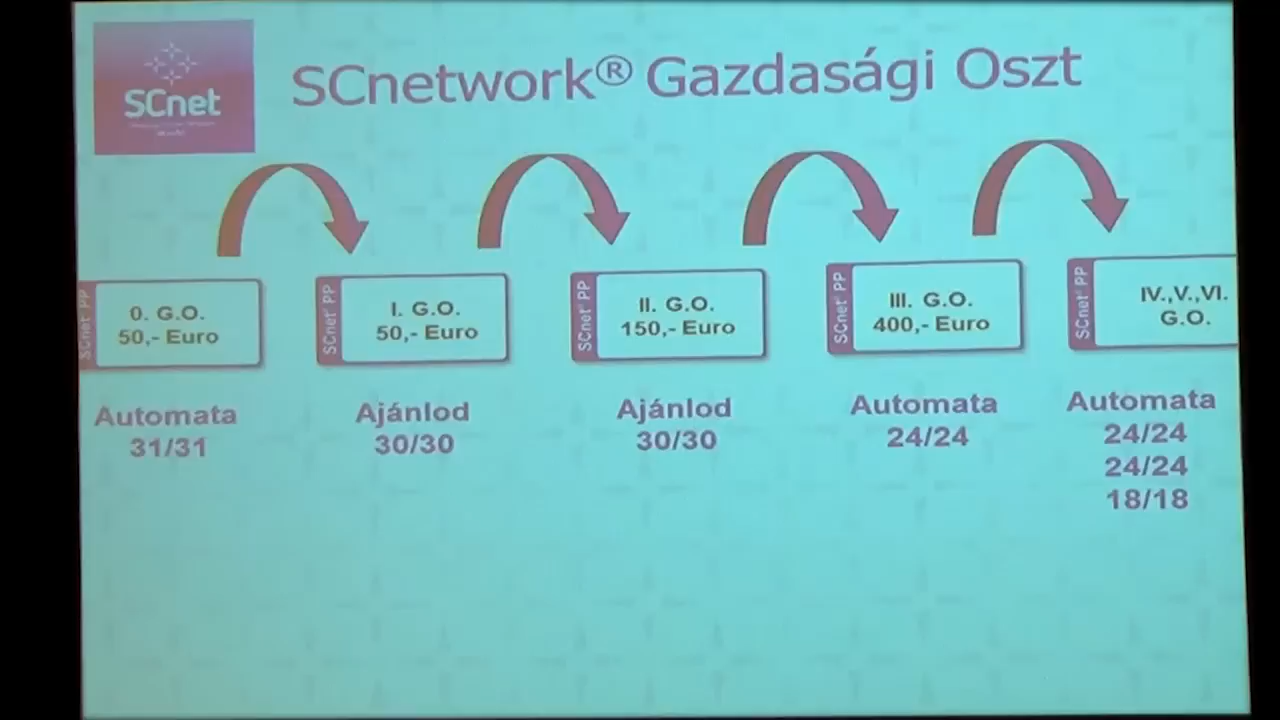 SCnet
SCnetwork® Gazdasági Oszt
SCnet PP
0. G.O.
50,- Euro
SCnet PP
I. G.O.
50,- Euro
SCnet PP
II. G.O.
150,- Euro
SCnet PP
III. G.O.
400,- Euro
SCnet PP
IV.,V.,VI.
G.O.
Automata
31/31
Ajánlod
30/30
Ajánlod
30/30
Automata
24/24
Automata
24/24
24/24
18/18